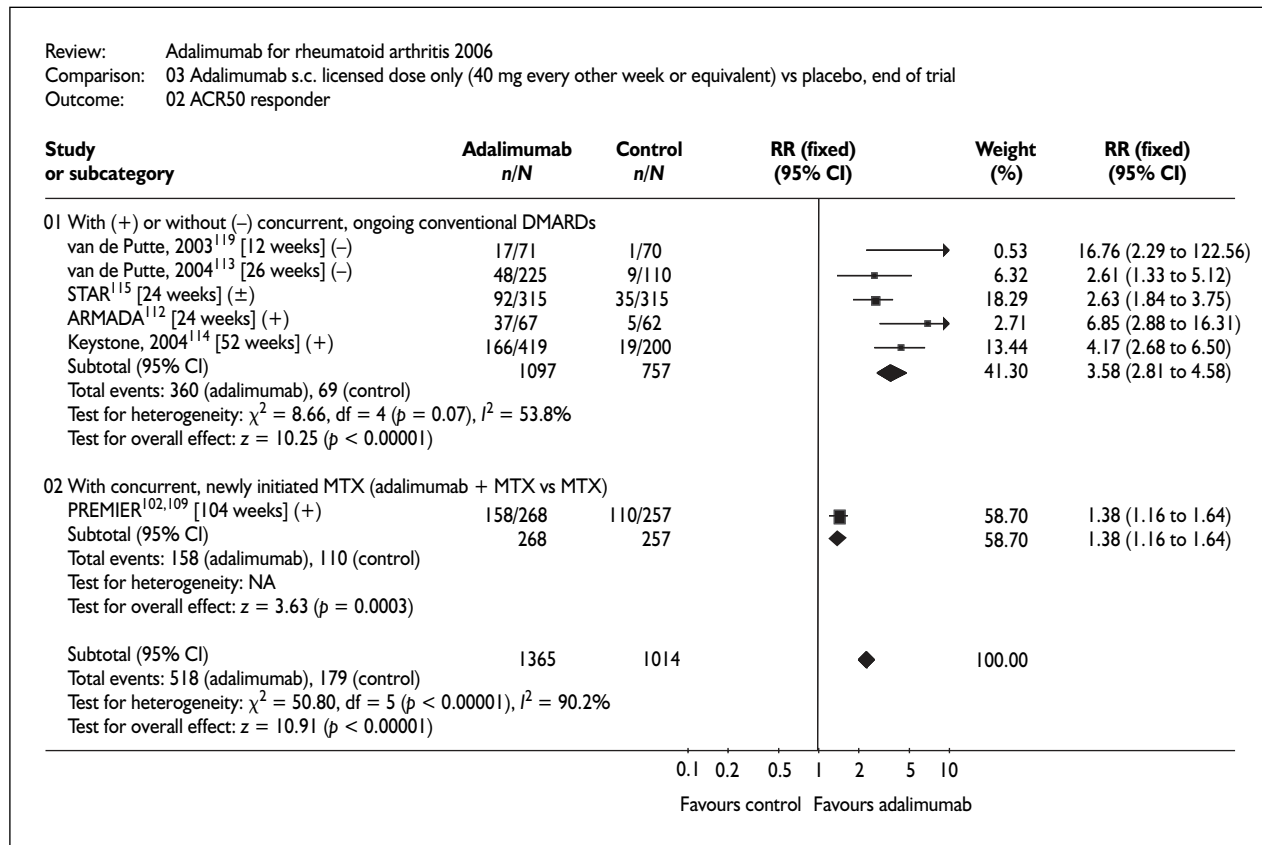 Review: Adalimumab for rheumatoid arthritis 2006
Comparison: 03 Adalimumab s.c. licensed dose only (40 mg every other week or equivalent) vs placebo, end of trial
Outcome: 02 ACR50 responder
Study Adalimumab Control RR (fixed) Weight RR (fixed)
or subcategory n/N n/N (95% CI) (%) (95% CI)
01 With (+) or without (–) concurrent, ongoing conventional DMARDs
van de Putte, 2003¹¹⁹ [12 weeks] (–) 17/71 1/70 0.53 16.76 (2.29 to 122.56)
van de Putte, 2004¹¹³ [26 weeks] (–) 48/225 9/110 6.32 2.61 (1.33 to 5.12)
STAR¹¹⁵ [24 weeks] (±) 92/315 35/315 18.29 2.63 (1.84 to 3.75)
ARMADA¹¹² [24 weeks] (+) 37/67 5/62 2.71 6.85 (2.88 to 16.31)
Keystone, 2004¹¹⁴ [52 weeks] (+) 166/419 19/200 13.44 4.17 (2.68 to 6.50)
Subtotal (95% CI) 1097 757 41.30 3.58 (2.81 to 4.58)
Total events: 360 (adalimumab), 69 (control)
Test for heterogeneity: χ² = 8.66, df = 4 (p = 0.07), I² = 53.8%
Test for overall effect: z = 10.25 (p < 0.00001)
02 With concurrent, newly initiated MTX (adalimumab + MTX vs MTX)
PREMIER¹⁰²,¹⁰⁹ [104 weeks] (+) 158/268 110/257 58.70 1.38 (1.16 to 1.64)
Subtotal (95% CI) 268 257 58.70 1.38 (1.16 to 1.64)
Total events: 158 (adalimumab), 110 (control)
Test for heterogeneity: NA
Test for overall effect: z = 3.63 (p = 0.0003)
Subtotal (95% CI) 1365 1014 100.00
Total events: 518 (adalimumab), 179 (control)
Test for heterogeneity: χ² = 50.80, df = 5 (p < 0.00001), I² = 90.2%
Test for overall effect: z = 10.91 (p < 0.00001)
0.1 0.2 0.5 1 2 5 10
Favours control Favours adalimumab